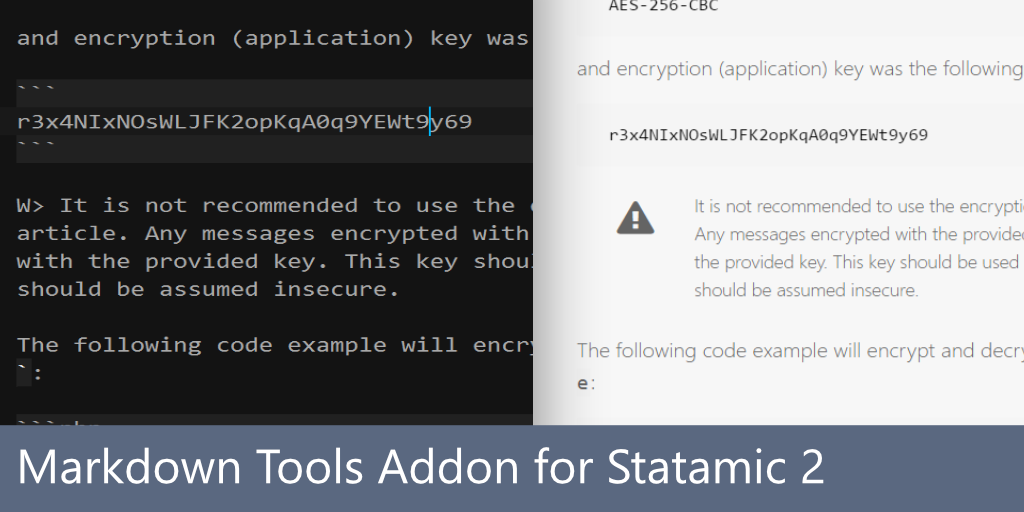 and encryption (application) key was
```
r3x4NIxNOsWLJFK2opKqA0q9YEWt9y69
```
W> It is not recommended to use the
article. Any messages encrypted with
with the provided key. This key shou
should be assumed insecure.
The following code example will encry
`:
```php
AES-256-CBC
and encryption (application) key was the following
r3x4NIxNOsWLJFK2opKqA0q9YEWt9y69
It is not recommended to use the encrypti
Any messages encrypted with the provided
the provided key. This key should be used
should be assumed insecure.
The following code example will encrypt and decry
e:
Markdown Tools Addon for Statamic 2